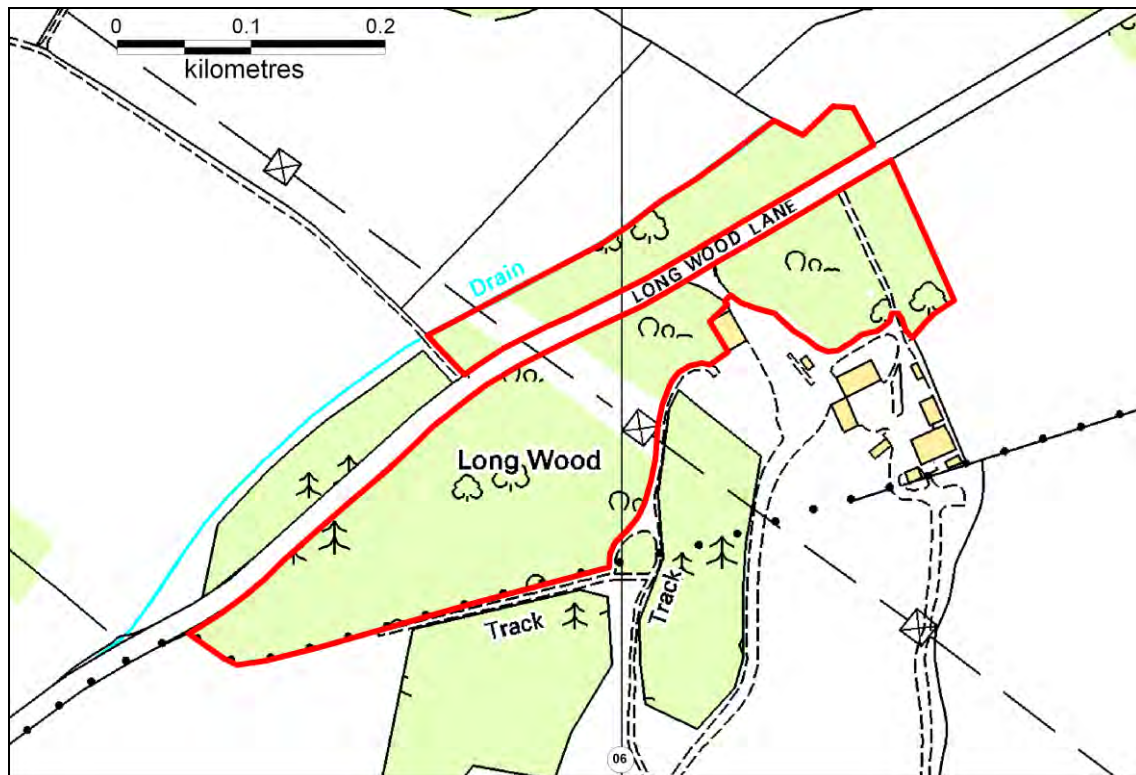 0 0.1 0.2
kilometres
LONG WOOD LANE
Drain
Long Wood
Track
Track
06